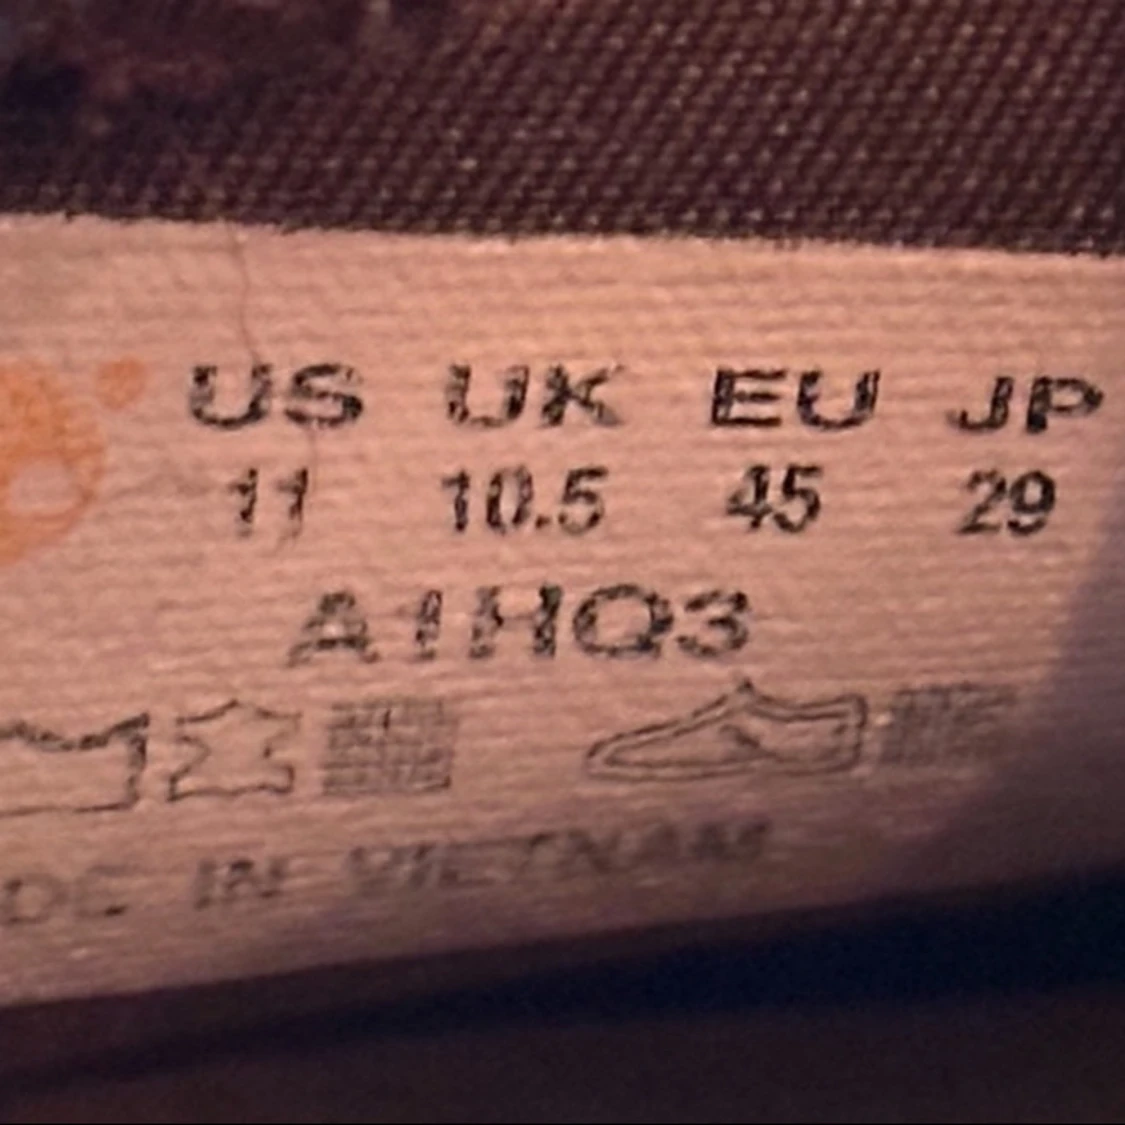 US UK EU JP
11 10.5 45 29
A1HQ3
DE IN VIETNAM